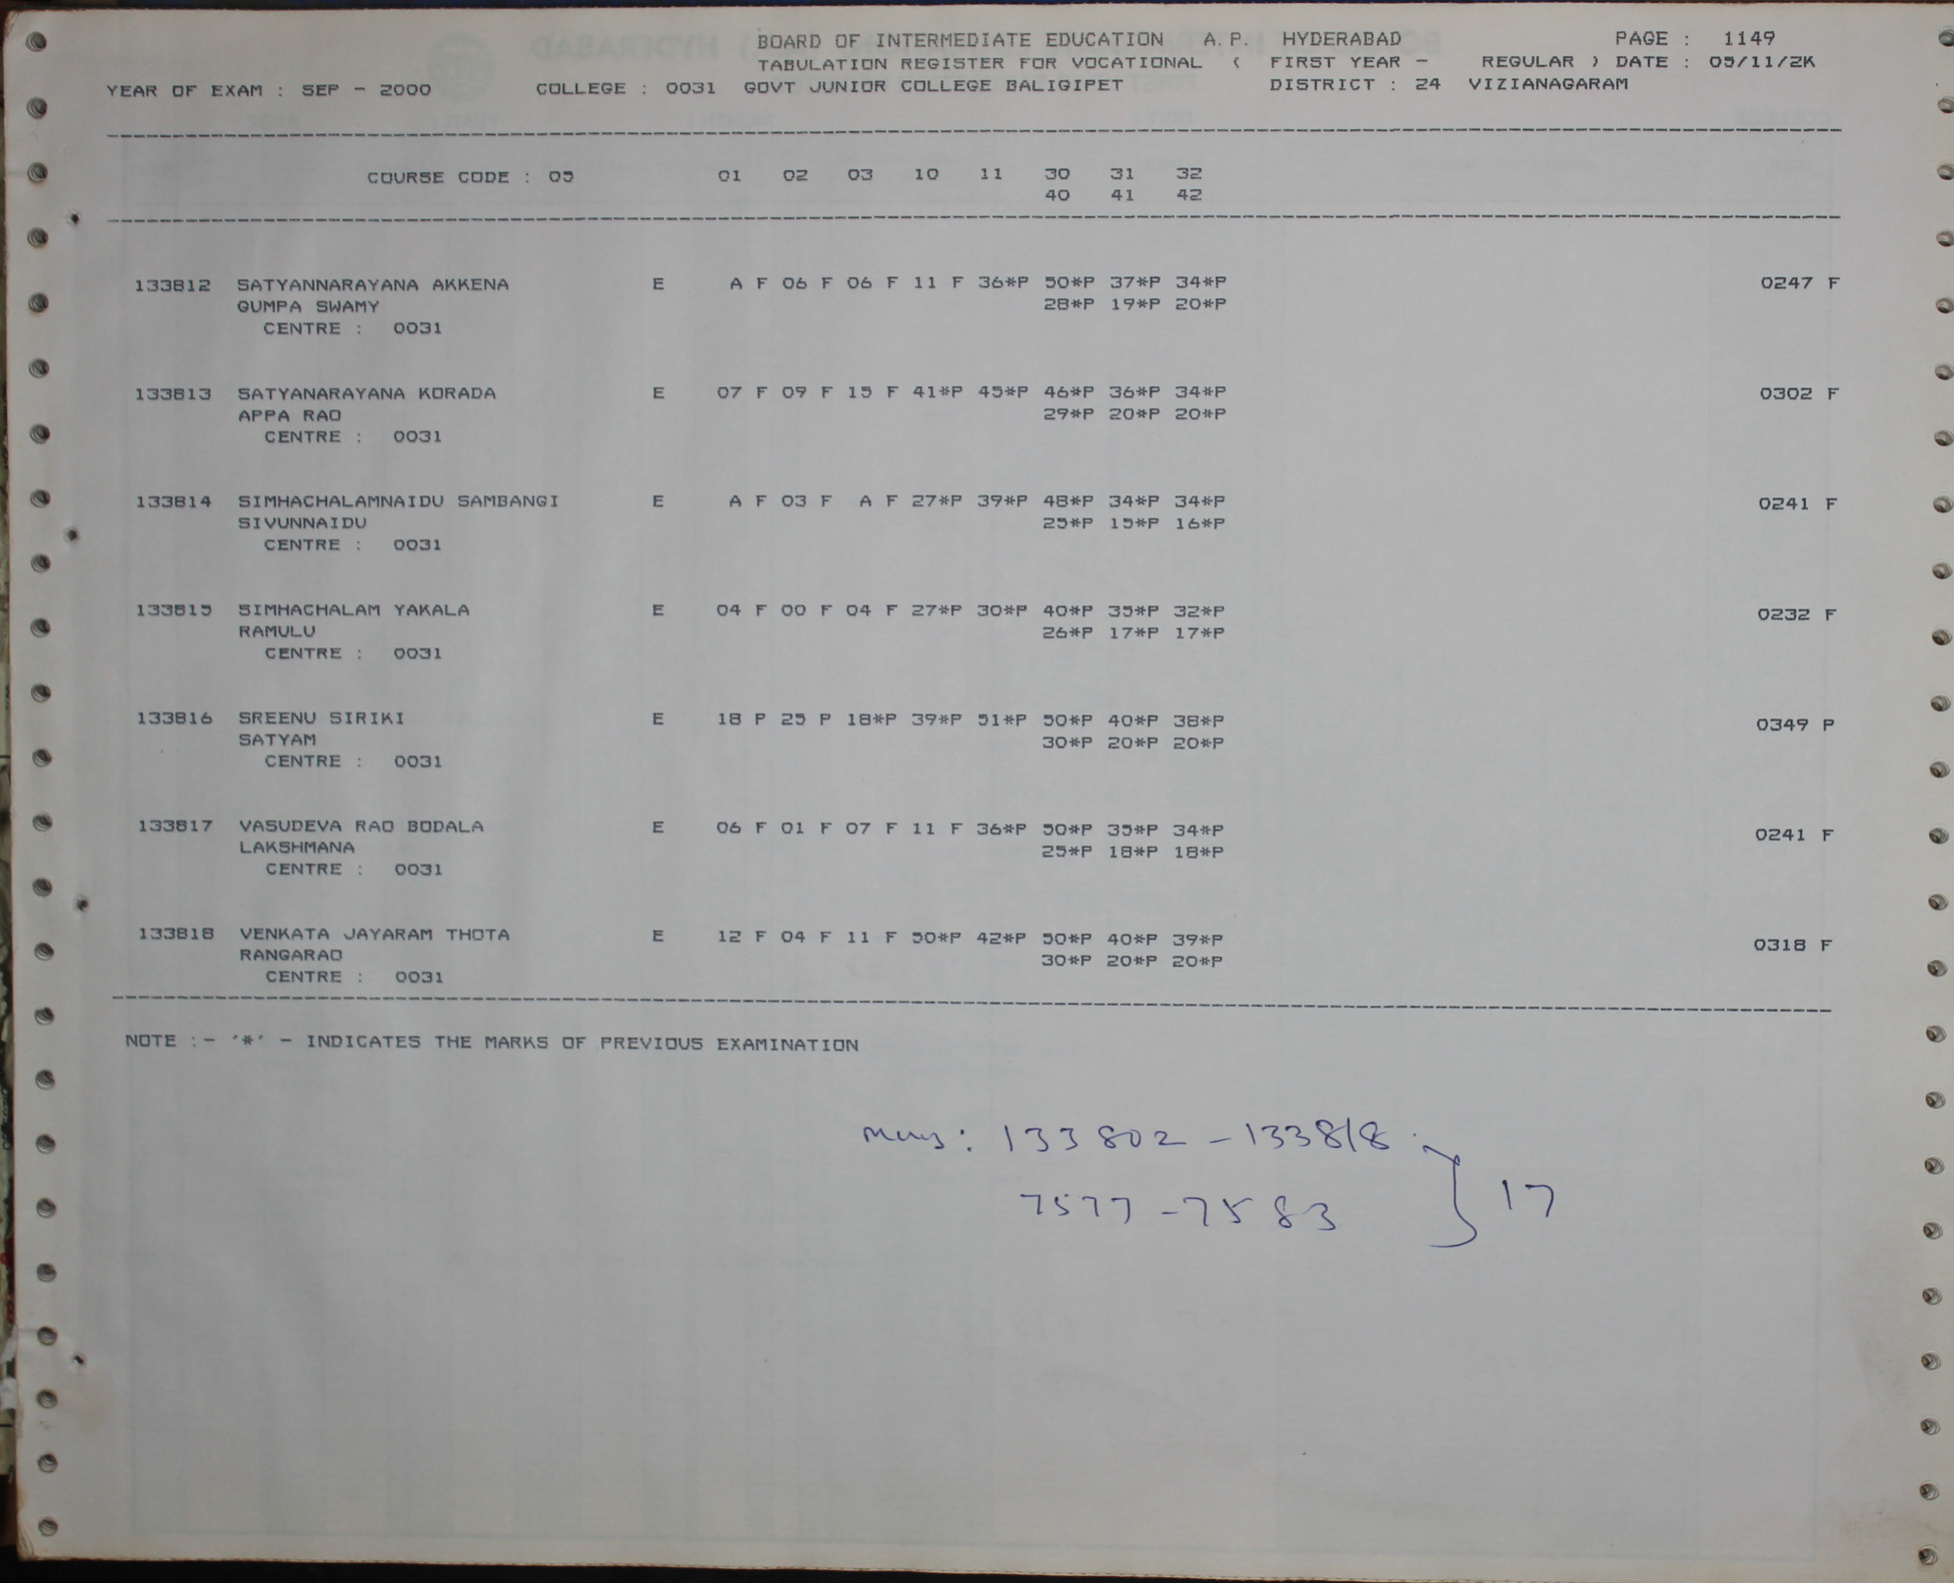 BOARD OF INTERMEDIATE EDUCATION A.P. HYDERABAD PAGE : 1149
TABULATION REGISTER FOR VOCATIONAL ( FIRST YEAR - REGULAR ) DATE : 05/11/2K
YEAR OF EXAM : SEP - 2000 COLLEGE : 0031 GOVT JUNIOR COLLEGE BALIGIPET DISTRICT : 24 VIZIANAGARAM
COURSE CODE : 05 01 02 03 10 11 30 31 32
40 41 42
133812 SATYANNARAYANA AKKENA E A F 06 F 06 F 11 F 36*P 50*P 37*P 34*P 0247 F
GUMPA SWAMY 28*P 19*P 20*P
CENTRE : 0031
133813 SATYANARAYANA KORADA E 07 F 09 F 15 F 41*P 45*P 46*P 36*P 34*P 0302 F
APPA RAO 29*P 20*P 20*P
CENTRE : 0031
133814 SIMHACHALAMNAIDU SAMBANGI E A F 03 F A F 27*P 39*P 48*P 34*P 34*P 0241 F
SIVUNNAIDU 25*P 15*P 16*P
CENTRE : 0031
133815 SIMHACHALAM YAKALA E 04 F 00 F 04 F 27*P 30*P 40*P 35*P 32*P 0232 F
RAMULU 26*P 17*P 17*P
CENTRE : 0031
133816 SREENU SIRIKI E 18 P 25 P 18*P 39*P 51*P 50*P 40*P 38*P 0349 P
SATYAM 30*P 20*P 20*P
CENTRE : 0031
133817 VASUDEVA RAO BODALA E 06 F 01 F 07 F 11 F 36*P 50*P 35*P 34*P 0241 F
LAKSHMANA 25*P 18*P 18*P
CENTRE : 0031
133818 VENKATA JAYARAM THOTA E 12 F 04 F 11 F 50*P 42*P 50*P 40*P 39*P 0318 F
RANGARAO 30*P 20*P 20*P
CENTRE : 0031
NOTE :- '*' - INDICATES THE MARKS OF PREVIOUS EXAMINATION
: 133802 - 133818
7577 - 7583 } 17